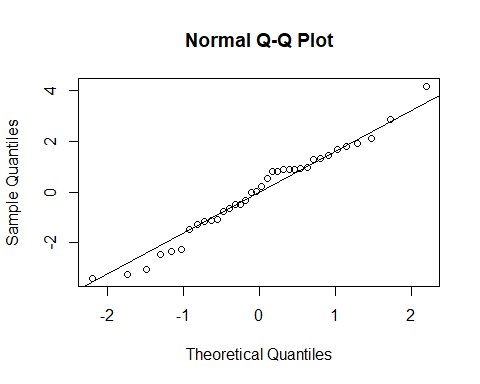 Normal Q-Q Plot
Sample Quantiles
4
2
0
-2
-2 -1 0 1 2
Theoretical Quantiles